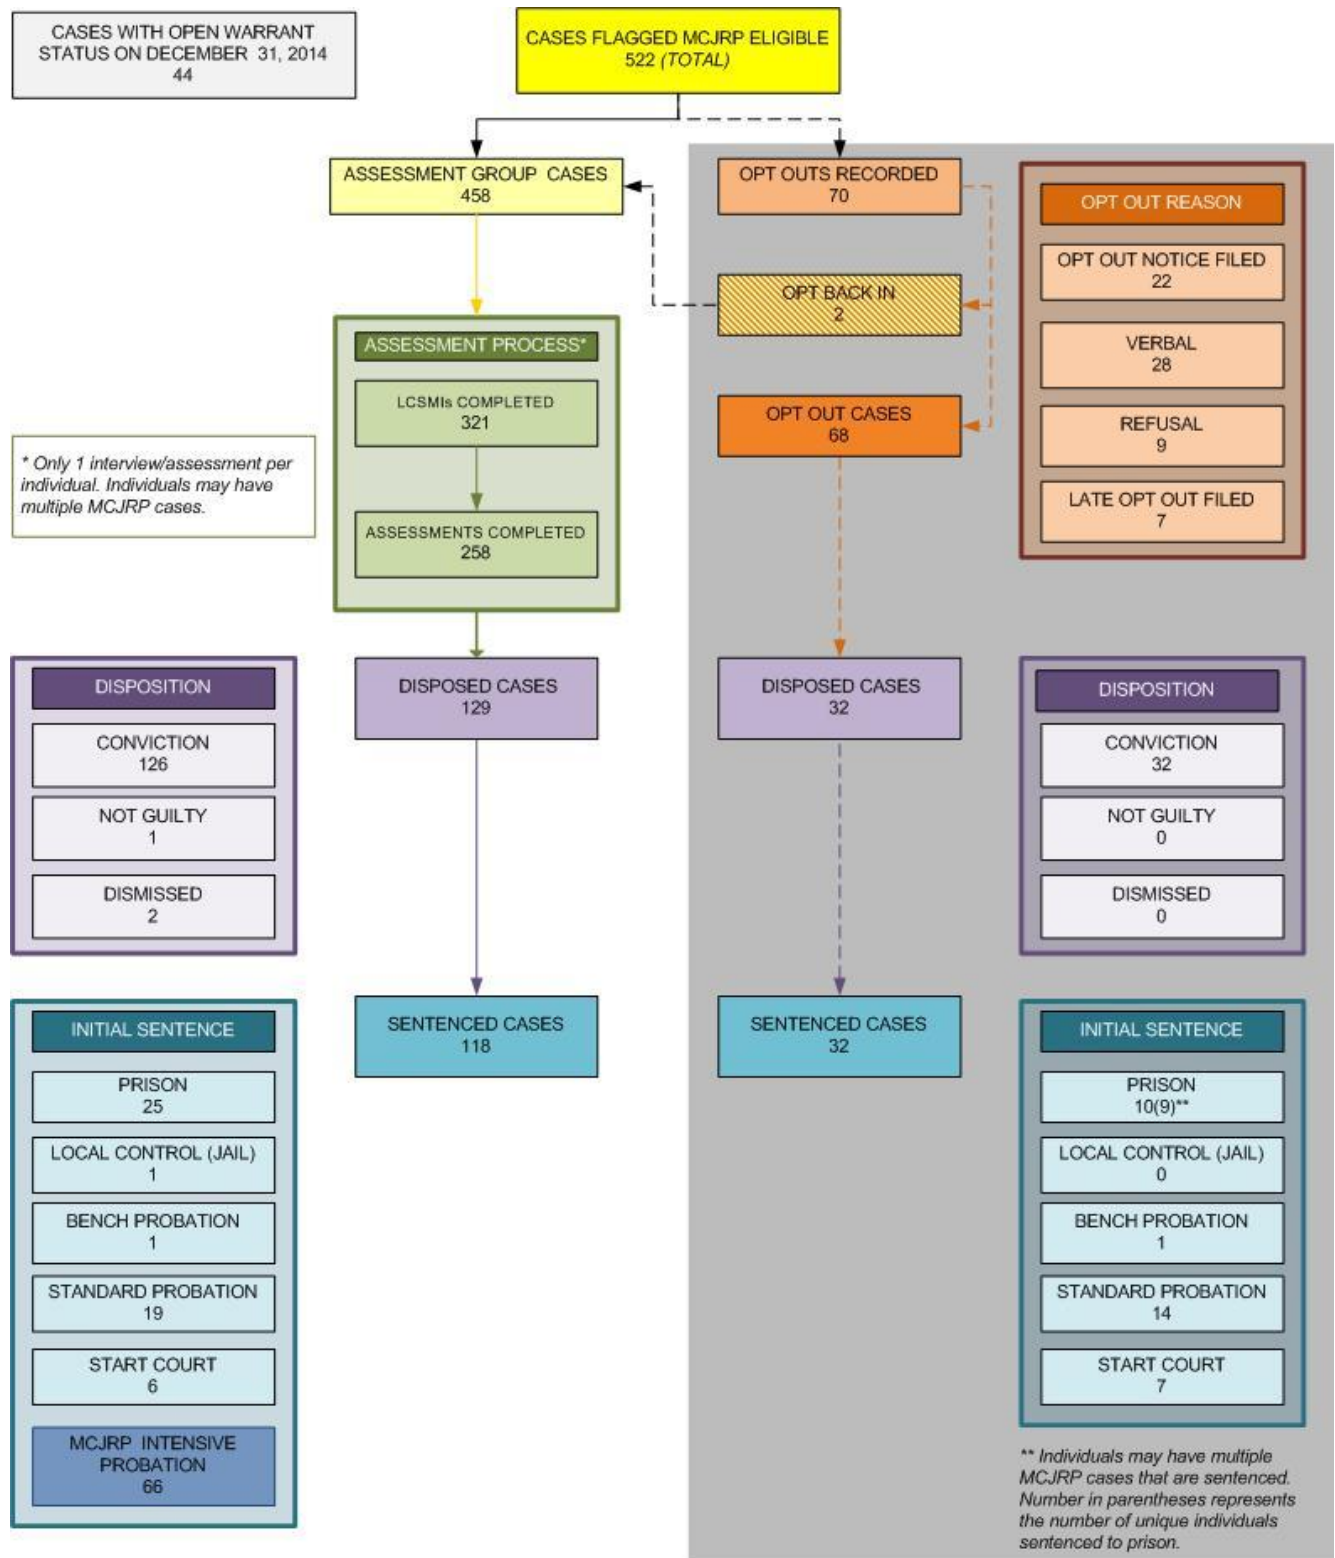 CASES WITH OPEN WARRANT
STATUS ON DECEMBER 31, 2014
44
CASES FLAGGED MCJRP ELIGIBLE
522 (TOTAL)
ASSESSMENT GROUP CASES
458
OPT OUTS RECORDED
70
OPT BACK IN
2
OPT OUT CASES
68
OPT OUT REASON
OPT OUT NOTICE FILED
22
VERBAL
28
REFUSAL
9
LATE OPT OUT FILED
7
ASSESSMENT PROCESS*
LCSMIs COMPLETED
321
ASSESSMENTS COMPLETED
258
* Only 1 interview/assessment per
individual. Individuals may have
multiple MCJRP cases.
DISPOSITION
CONVICTION
126
NOT GUILTY
1
DISMISSED
2
DISPOSED CASES
129
DISPOSED CASES
32
DISPOSITION
CONVICTION
32
NOT GUILTY
0
DISMISSED
0
INITIAL SENTENCE
PRISON
25
LOCAL CONTROL (JAIL)
1
BENCH PROBATION
1
STANDARD PROBATION
19
START COURT
6
MCJRP INTENSIVE
PROBATION
66
SENTENCED CASES
118
SENTENCED CASES
32
INITIAL SENTENCE
PRISON
10(9)**
LOCAL CONTROL (JAIL)
0
BENCH PROBATION
1
STANDARD PROBATION
14
START COURT
7
** Individuals may have multiple
MCJRP cases that are sentenced.
Number in parentheses represents
the number of unique individuals
sentenced to prison.